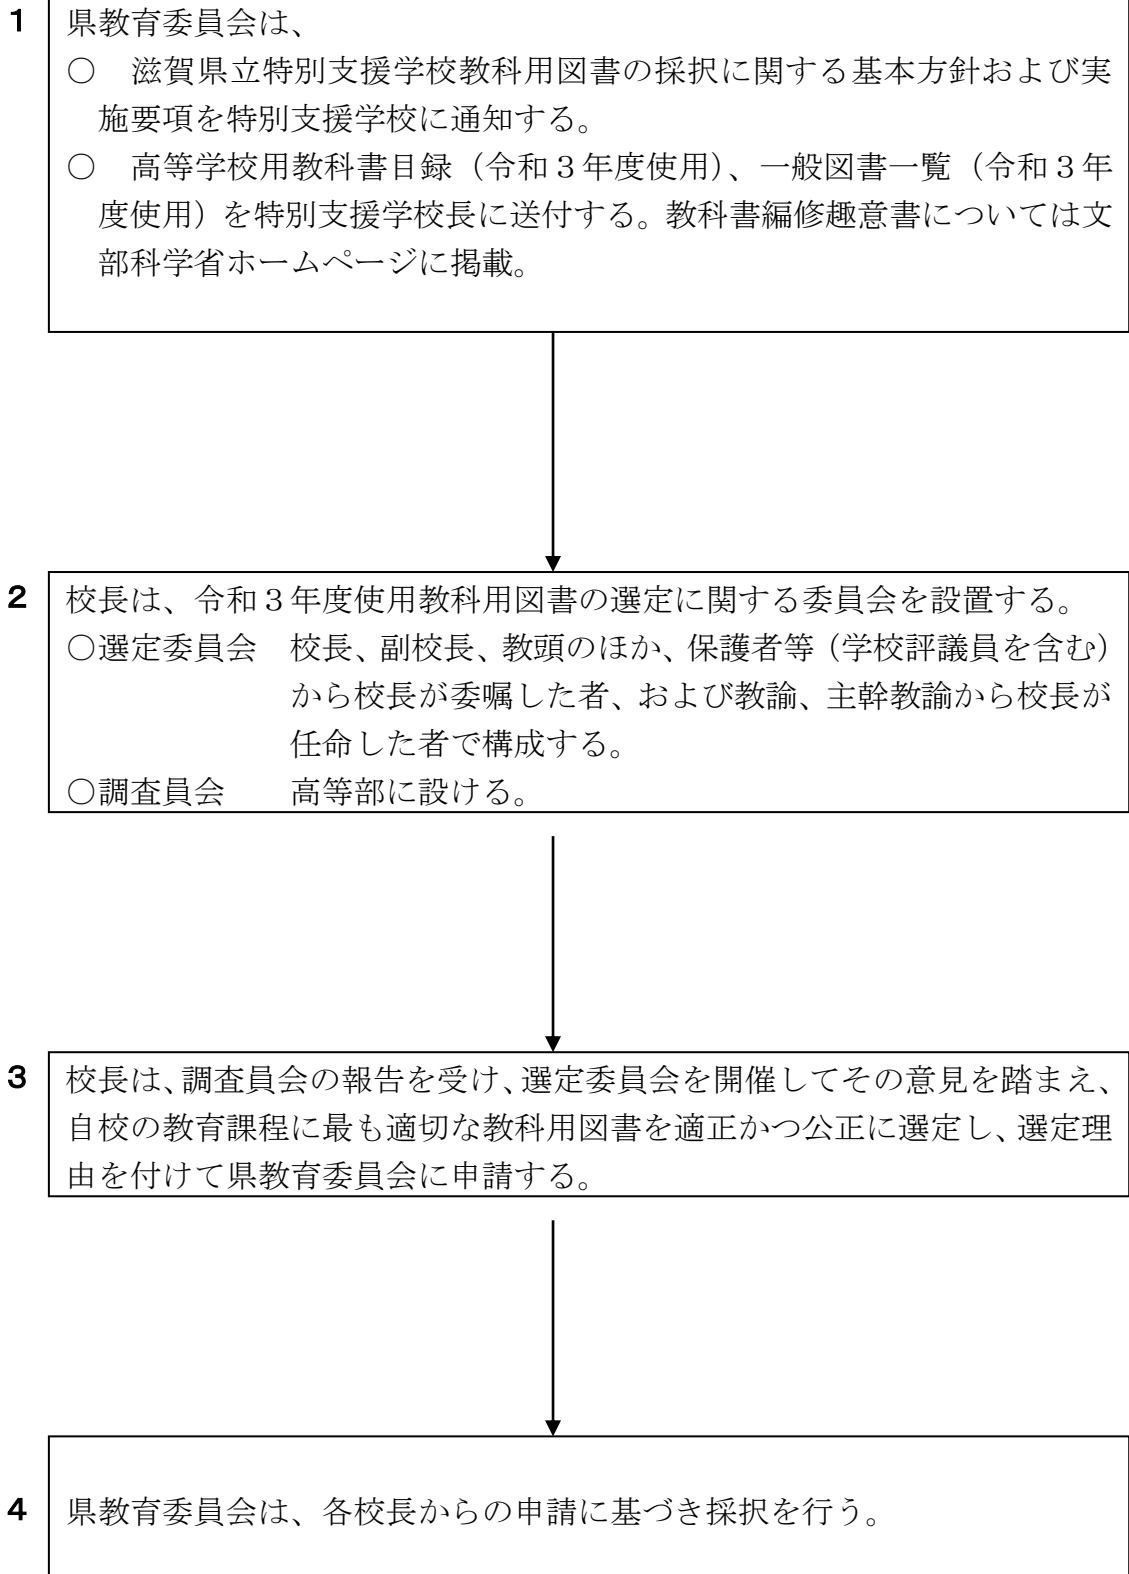 1
県教育委員会は、
○　滋賀県立特別支援学校教科用図書の採択に関する基本方針および実
施要項を特別支援学校に通知する。
○　高等学校用教科書目録（令和３年度使用）、一般図書一覧（令和３年
度使用）を特別支援学校長に送付する。教科書編修趣意書については文
部科学省ホームページに掲載。
2
校長は、令和３年度使用教科用図書の選定に関する委員会を設置する。
○選定委員会　校長、副校長、教頭のほか、保護者等（学校評議員を含む）
から校長が委嘱した者、および教諭、主幹教諭から校長が
任命した者で構成する。
○調査員会　　高等部に設ける。
3
校長は、調査員会の報告を受け、選定委員会を開催してその意見を踏まえ、
自校の教育課程に最も適切な教科用図書を適正かつ公正に選定し、選定理
由を付けて県教育委員会に申請する。
4
県教育委員会は、各校長からの申請に基づき採択を行う。